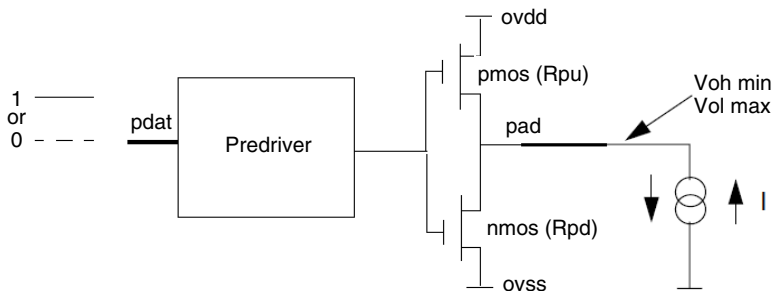 ovdd
pmos (Rpu)
Voh min
Vol max
1
or
0
pdat
Predriver
pad
nmos (Rpd)
I
ovss